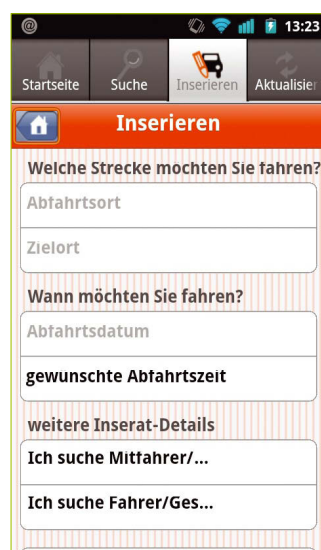 13:23
Startseite Suche Inserieren Aktualisier
Inserieren
Welche Strecke mochten Sie fahren?
Abfahrtsort
Zielort
Wann möchten Sie fahren?
Abfahrtsdatum
gewunschte Abfahrtszeit
weitere Inserat-Details
Ich suche Mitfahrer/...
Ich suche Fahrer/Ges...